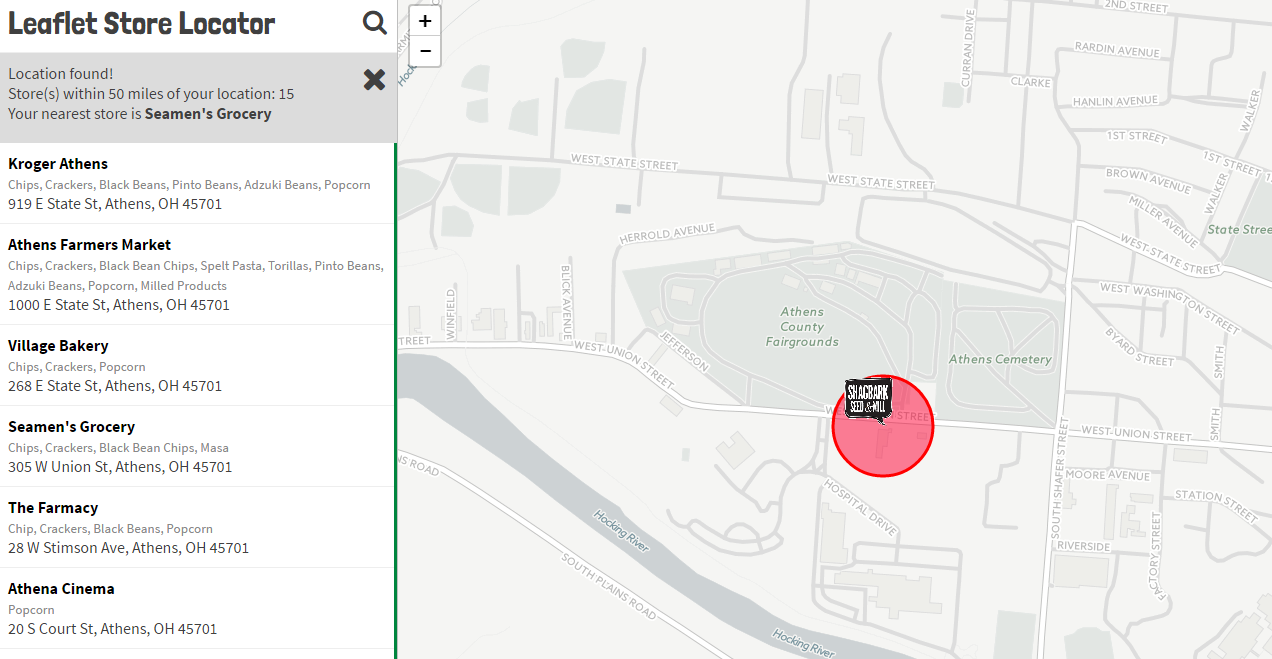 Leaflet Store Locator
Location found!
Store(s) within 50 miles of your location: 15
Your nearest store is Seamen's Grocery
Kroger Athens
Chips, Crackers, Black Beans, Pinto Beans, Adzuki Beans, Popcorn
919 E State St, Athens, OH 45701
Athens Farmers Market
Chips, Crackers, Black Bean Chips, Spelt Pasta, Torillas, Pinto Beans,
Adzuki Beans, Popcorn, Milled Products
1000 E State St, Athens, OH 45701
Village Bakery
Chips, Crackers, Popcorn
268 E State St, Athens, OH 45701
Seamen's Grocery
Chips, Crackers, Black Bean Chips, Masa
305 W Union St, Athens, OH 45701
The Farmacy
Chip, Crackers, Black Beans, Popcorn
28 W Stimson Ave, Athens, OH 45701
Athena Cinema
Popcorn
20 S Court St, Athens, OH 45701
+
−
2ND STREET
RARDIN AVENUE
CURRAN DRIVE
CLARKE
HANLIN AVENUE
WALKER
1ST STREET
1ST STREET
BROWN AVENUE
WALKER
MILLER AVENUE
State Stree
WEST STATE STREET
WEST STATE STREET
WEST STATE STREET
HERROLD AVENUE
WINFIELD
BLICK AVENUE
WEST WASHINGTON STREET
BYARD STREET
SMITH
Athens
County
Fairgrounds
Athens Cemetery
TREET
WEST UNION STREET
JEFFERSON
SHAGBARK
SEED & MILL
STREET
WEST UNION STREET
SMITH
SOUTH SHAFER STREET
MOORE AVENUE
STATION STREET
NS ROAD
HOSPITAL DRIVE
Hocking River
RIVERSIDE
FACTORY STREET
SOUTH PLAINS ROAD
Hocking River